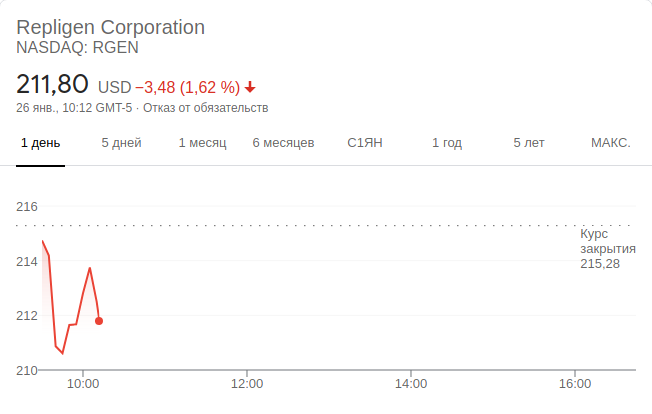 Repligen Corporation
NASDAQ: RGEN
211,80 USD −3,48 (1,62 %)
26 янв., 10:12 GMT-5 · Отказ от обязательств
1 день 5 дней 1 месяц 6 месяцев С1ЯН 1 год 5 лет МАКС.
216
Курс
закрытия
215,28
214
212
210
10:00 12:00 14:00 16:00